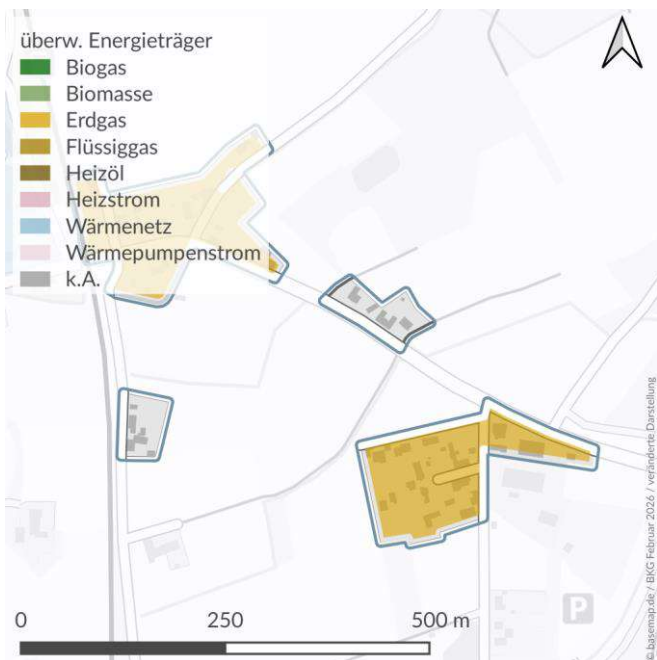 überw. Energieträger
Biogas
Biomasse
Erdgas
Flüssiggas
Heizöl
Heizstrom
Wärmenetz
Wärmepumpenstrom
k.A.
P
0 250 500 m
© basemap.de / BKG Februar 2026 / veränderte Darstellung